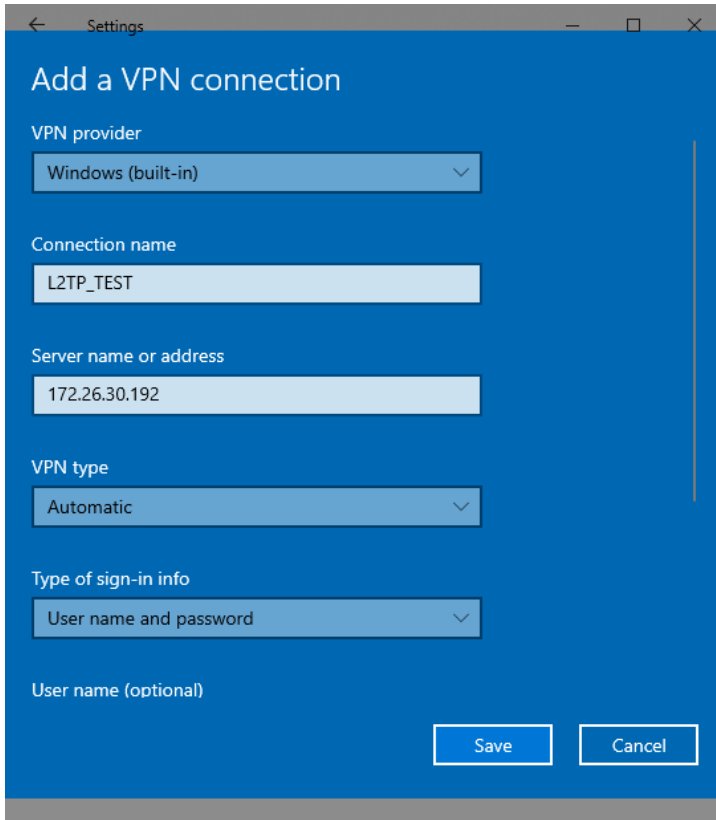 Settings
Add a VPN connection
VPN provider
Windows (built-in)
Connection name
L2TP_TEST
Server name or address
172.26.30.192
VPN type
Automatic
Type of sign-in info
User name and password
User name (optional)
Save Cancel